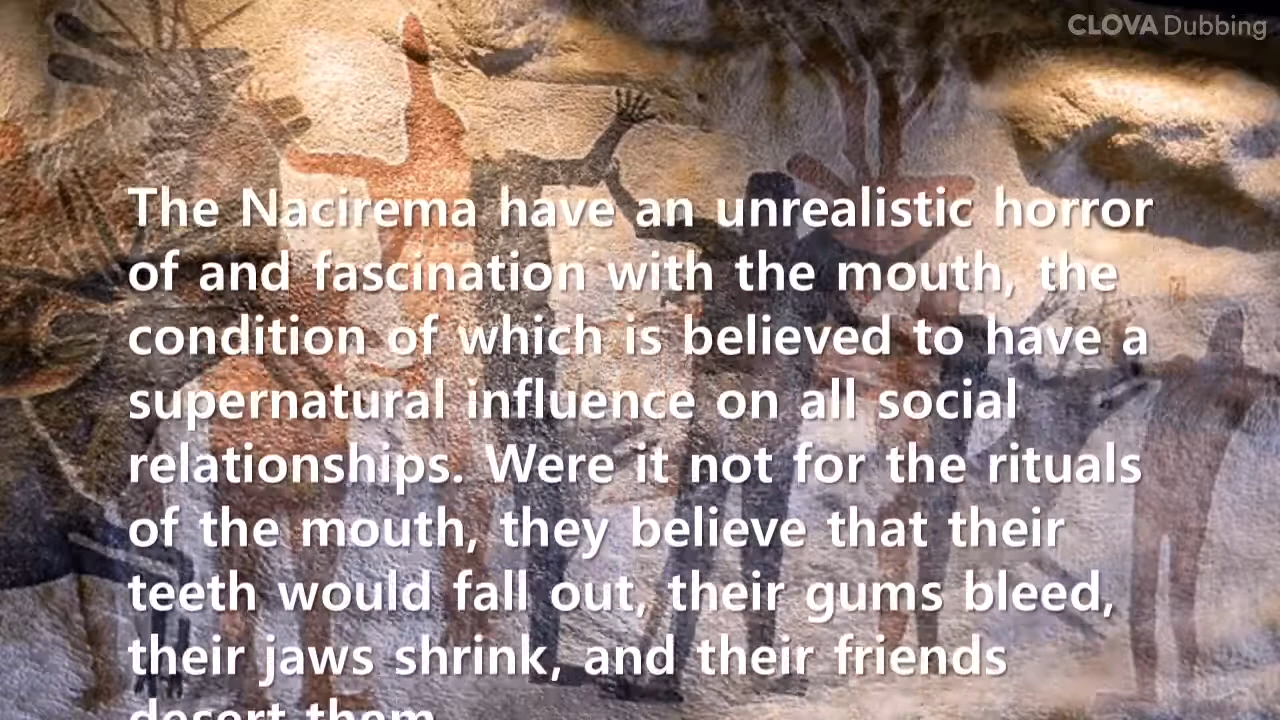 CLOVA Dubbing
The Nacirema have an unrealistic horror
of and fascination with the mouth, the
condition of which is believed to have a
supernatural influence on all social
relationships. Were it not for the rituals
of the mouth, they believe that their
teeth would fall out, their gums bleed,
their jaws shrink, and their friends
desert them